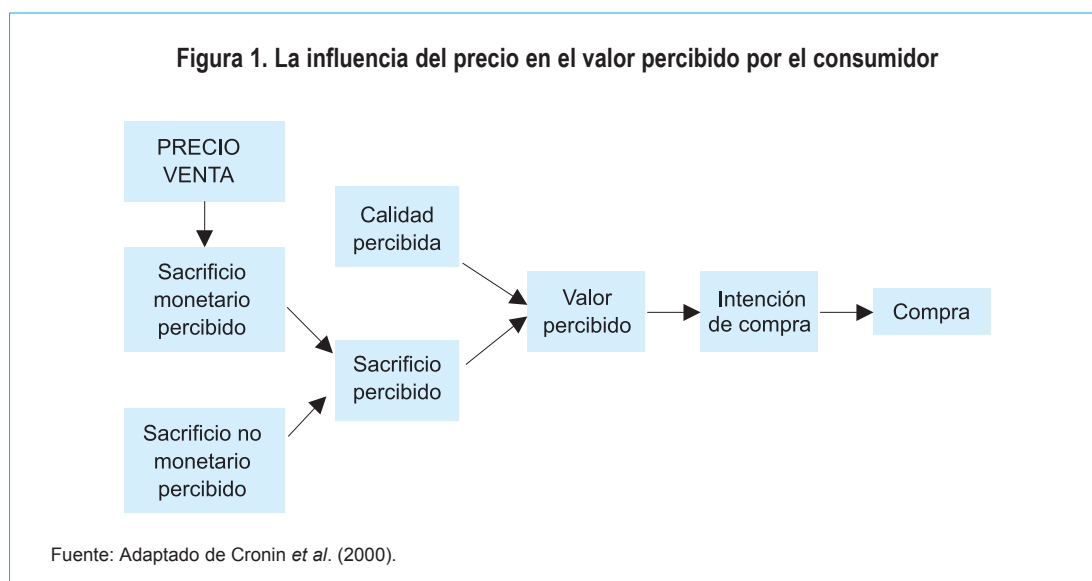 Figura 1. La influencia del precio en el valor percibido por el consumidor
PRECIO
VENTA
Sacrificio
monetario
percibido
Sacrificio no
monetario
percibido
Calidad
percibida
Sacrificio
percibido
Valor
percibido
Intención
de compra
Compra
Fuente: Adaptado de Cronin et al. (2000).